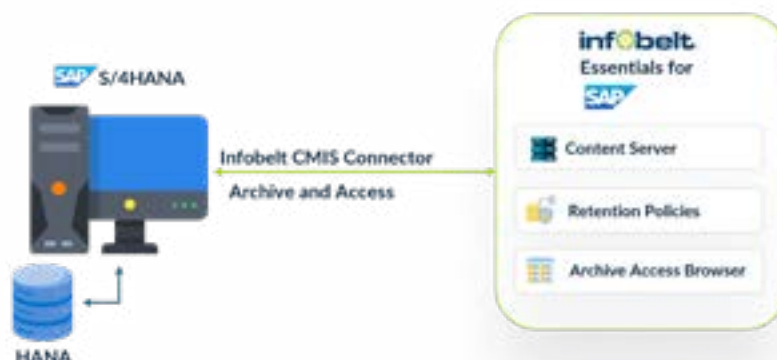 SAP S/4HANA
HANA
Infobelt CMIS Connector
Archive and Access
infobelt
Essentials for
SAP
Content Server
Retention Policies
Archive Access Browser